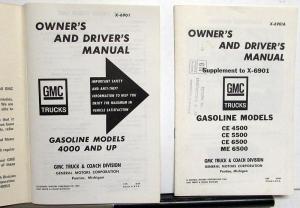 X-6901
OWNER'S
AND DRIVER'S
MANUAL
GMC
TRUCKS
IMPORTANT SAFETY
AND ANTI-THEFT
INFORMATION TO HELP YOU
ENJOY THE MAXIMUM IN
VEHICLE SATISFACTION
GASOLINE MODELS
4000 AND UP
GMC TRUCK & COACH DIVISION
GENERAL MOTORS CORPORATION
Pontiac, Michigan
X-6901A
OWNER'S
AND DRIVER'S
MANUAL
Supplement to X-6901
GMC
TRUCKS
GASOLINE MODELS
CE 4500
CE 5500
CE 6500
ME 6500
GMC TRUCK & COACH DIVISION
GENERAL MOTORS CORPORATION
Pontiac, Michigan